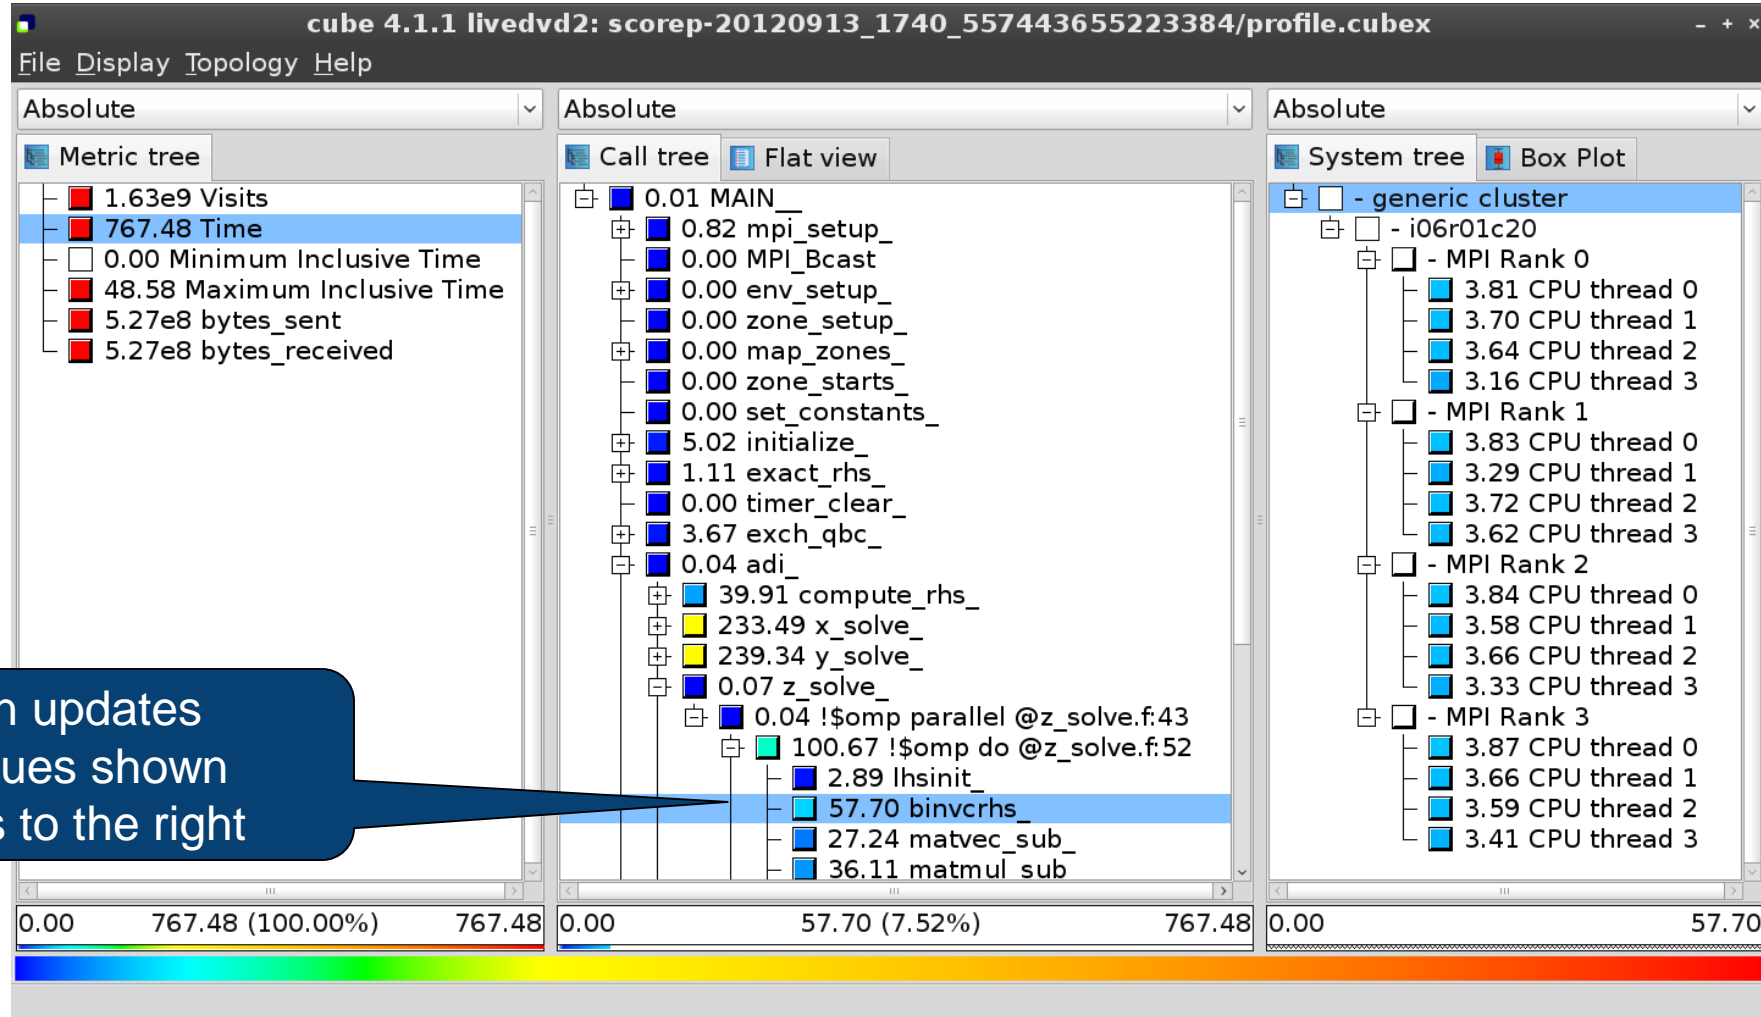 cube 4.1.1 livedvd2: scorep-20120913_1740_557443655223384/profile.cubex
File Display Topology Help
Absolute
Metric tree
1.63e9 Visits
767.48 Time
0.00 Minimum Inclusive Time
48.58 Maximum Inclusive Time
5.27e8 bytes_sent
5.27e8 bytes_received
updates
shown
to the right
0.00 767.48 (100.00%) 767.48
Absolute
Call tree Flat view
0.01 MAIN__
0.82 mpi_setup_
0.00 MPI_Bcast
0.00 env_setup_
0.00 zone_setup_
0.00 map_zones_
0.00 zone_starts_
0.00 set_constants_
5.02 initialize_
1.11 exact_rhs_
0.00 timer_clear_
3.67 exch_qbc_
0.04 adi_
39.91 compute_rhs_
233.49 x_solve_
239.34 y_solve_
0.07 z_solve_
0.04 !$omp parallel @z_solve.f:43
100.67 !$omp do @z_solve.f:52
2.89 lhsinit_
57.70 binvcrhs_
27.24 matvec_sub_
36.11 matmul_sub
0.00 57.70 (7.52%) 767.48
Absolute
System tree Box Plot
- generic cluster
- i06r01c20
- MPI Rank 0
3.81 CPU thread 0
3.70 CPU thread 1
3.64 CPU thread 2
3.16 CPU thread 3
- MPI Rank 1
3.83 CPU thread 0
3.29 CPU thread 1
3.72 CPU thread 2
3.62 CPU thread 3
- MPI Rank 2
3.84 CPU thread 0
3.58 CPU thread 1
3.66 CPU thread 2
3.33 CPU thread 3
- MPI Rank 3
3.87 CPU thread 0
3.66 CPU thread 1
3.59 CPU thread 2
3.41 CPU thread 3
0.00 57.70